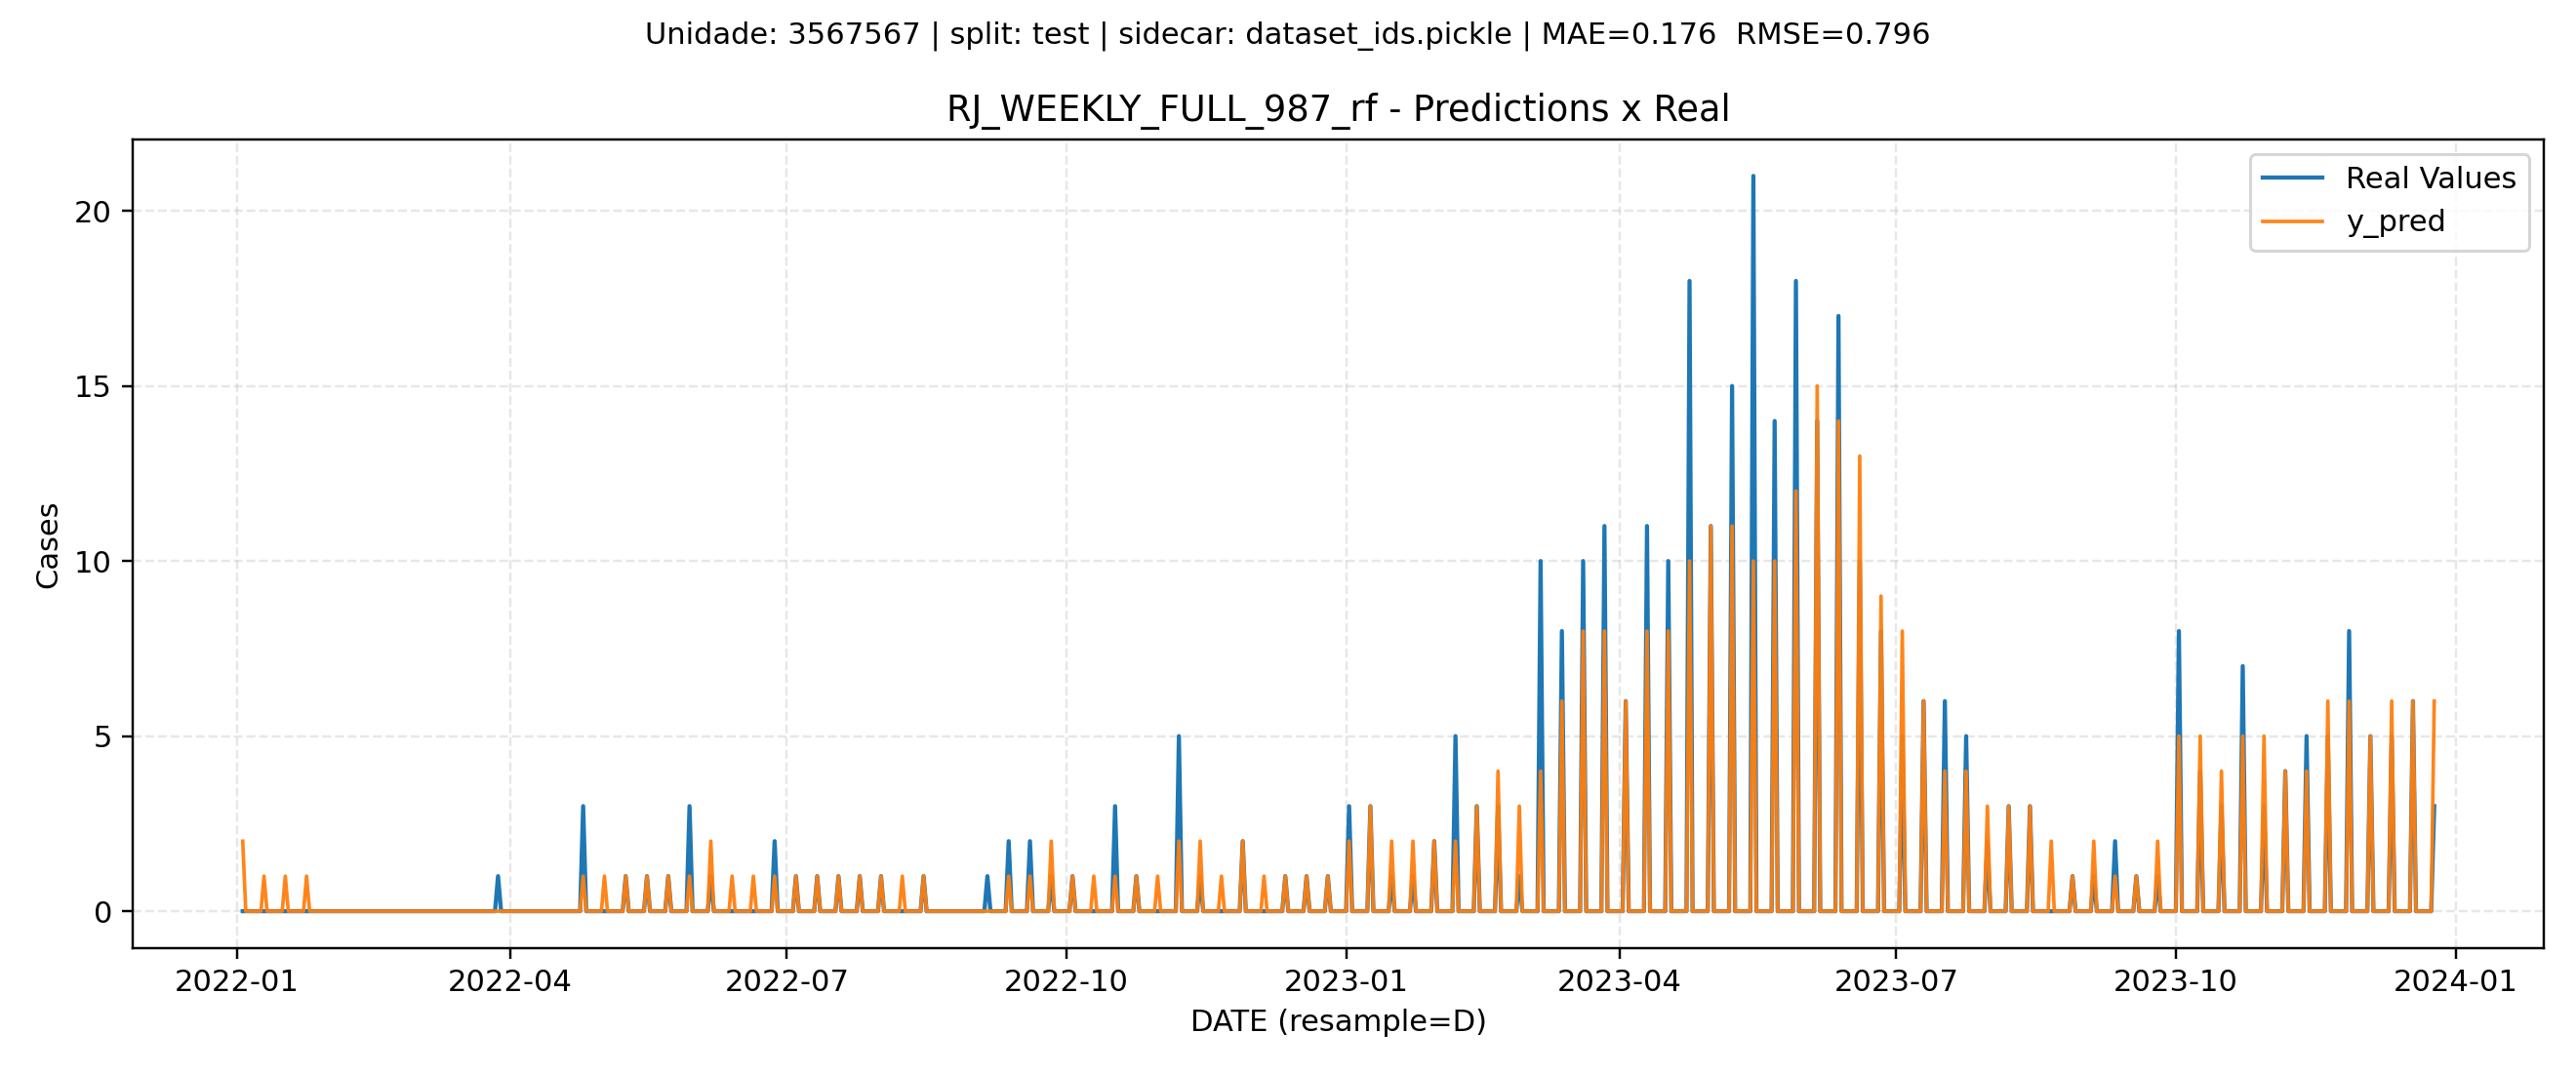 Unidade: 3567567 | split: test | sidecar: dataset_ids.pickle | MAE=0.176  RMSE=0.796
RJ_WEEKLY_FULL_987_rf - Predictions x Real
Real Values
y_pred
Cases
20
15
10
5
0
2022-01 2022-04 2022-07 2022-10 2023-01 2023-04 2023-07 2023-10 2024-01
DATE (resample=D)